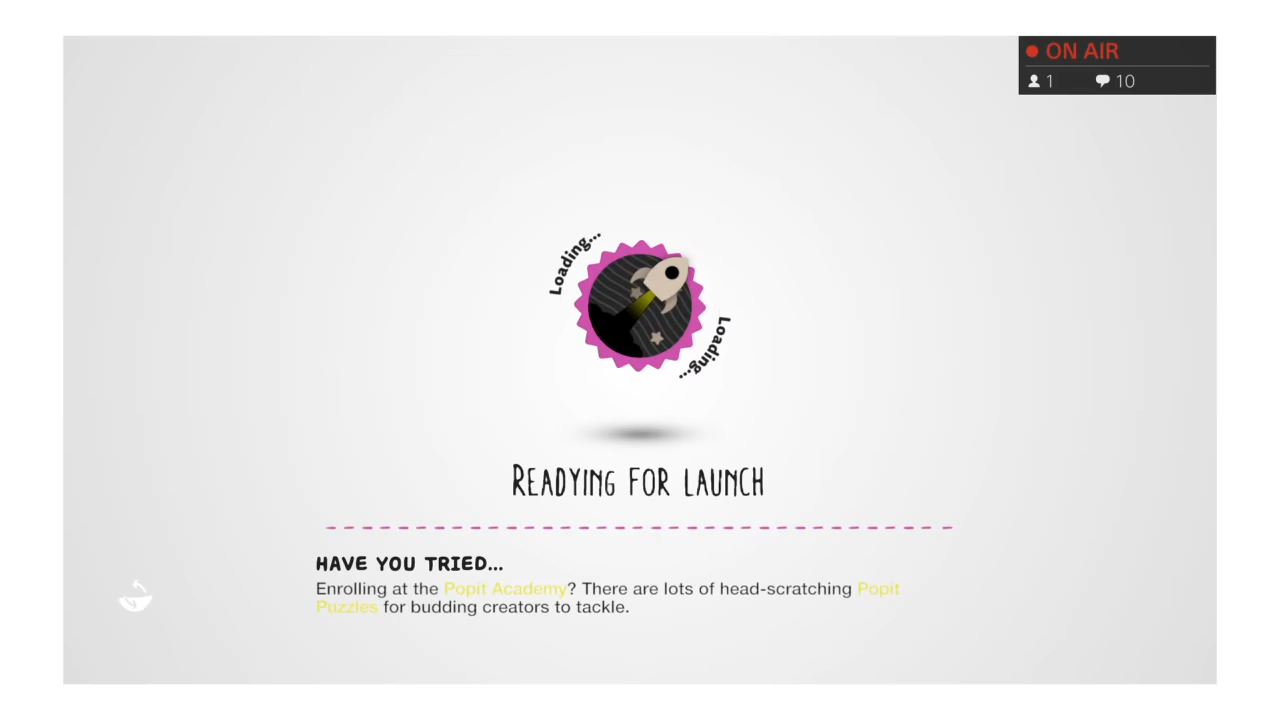 ON AIR
1 10
Loading...
Loading...
READYING FOR LAUNCH
HAVE YOU TRIED...
Enrolling at the Popit Academy? There are lots of head-scratching Popit
Puzzles for budding creators to tackle.